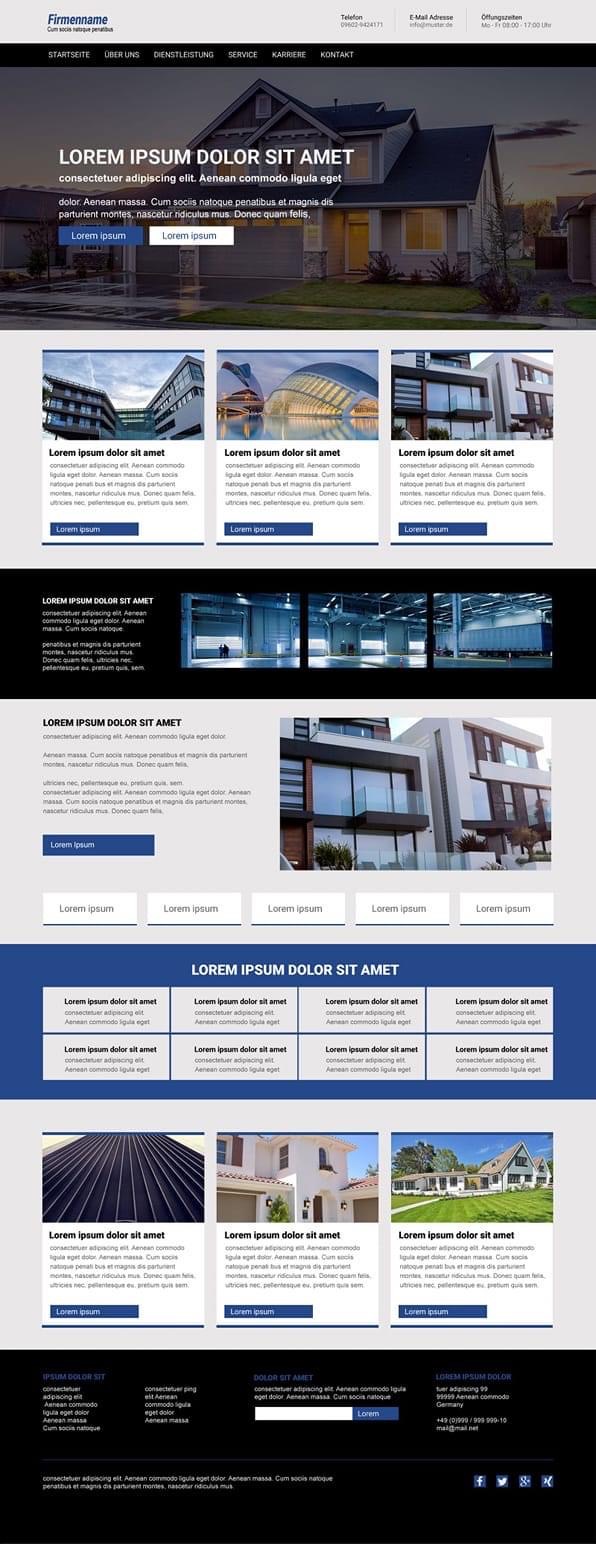 Firmenname
Cum sociis natoque penatibus
Telefon
09602-9424171
E-Mail Adresse
info@muster.de
Öffungszeiten
Mo - Fr 08:00 - 17:00 Uhr
STARTSEITE ÜBER UNS DIENSTLEISTUNG SERVICE KARRIERE KONTAKT
LOREM IPSUM DOLOR SIT AMET
consectetuer adipiscing elit. Aenean commodo ligula eget
dolor. Aenean massa. Cum sociis natoque penatibus et magnis dis
parturient montes, nascetur ridiculus mus. Donec quam felis,
Lorem ipsum
Lorem ipsum
Lorem ipsum dolor sit amet
consectetuer adipiscing elit. Aenean commodo
ligula eget dolor. Aenean massa. Cum sociis
natoque penati bus et magnis dis parturient
montes, nascetur ridiculus mus. Donec quam felis,
ultricies nec, pellentesque eu, pretium quis sem.
Lorem ipsum
Lorem ipsum dolor sit amet
consectetuer adipiscing elit. Aenean commodo
ligula eget dolor. Aenean massa. Cum sociis
natoque penatibus et magnis dis parturient
montes, nascetur ridiculus mus. Donec quam felis,
ultricies nec, pellentesque eu, pretium quis sem.
Lorem ipsum
Lorem ipsum dolor sit amet
consectetuer adipiscing elit. Aenean commodo
ligula eget dolor. Aenean massa. Cum sociis
natoque penatibus et magnis dis parturient
montes, nascetur ridiculus mus. Donec quam felis,
ultricies nec, pellentesque eu, pretium quis sem.
Lorem ipsum
LOREM IPSUM DOLOR SIT AMET
consectetuer adipiscing elit. Aenean
commodo ligula eget dolor. Aenean
massa. Cum sociis natoque.
penatibus et magnis dis parturient
montes, nascetur ridiculus mus.
Donec quam felis, ultricies nec,
pellentesque eu, pretium quis, sem.
LOREM IPSUM DOLOR SIT AMET
consectetuer adipiscing elit. Aenean commodo ligula eget dolor.
Aenean massa. Cum sociis natoque penatibus et magnis dis parturient
montes, nascetur ridiculus mus. Donec quam felis,
ultricies nec, pellentesque eu, pretium quis, sem.
consectetuer adipiscing elit. Aenean commodo ligula eget dolor. Aenean
massa. Cum sociis natoque penatibus et magnis dis parturient montes,
nascetur ridiculus mus. Donec quam felis,
Lorem Ipsum
Lorem ipsum
Lorem ipsum
Lorem ipsum
Lorem ipsum
Lorem ipsum
LOREM IPSUM DOLOR SIT AMET
Lorem ipsum dolor sit amet
consectetuer adipiscing elit.
Aenean commodo ligula eget
Lorem ipsum dolor sit amet
consectetuer adipiscing elit.
Aenean commodo ligula eget
Lorem ipsum dolor sit amet
consectetuer adipiscing elit.
Aenean commodo ligula eget
Lorem ipsum dolor sit amet
consectetuer adipiscing elit.
Aenean commodo ligula eget
Lorem ipsum dolor sit amet
consectetuer adipiscing elit.
Aenean commodo ligula eget
Lorem ipsum dolor sit amet
consectetuer adipiscing elit.
Aenean commodo ligula eget
Lorem ipsum dolor sit amet
consectetuer adipiscing elit.
Aenean commodo ligula eget
Lorem ipsum dolor sit amet
consectetuer adipiscing elit.
Aenean commodo ligula eget
Lorem ipsum dolor sit amet
consectetuer adipiscing elit. Aenean commodo
ligula eget dolor. Aenean massa. Cum sociis
natoque penatibus et magnis dis parturient
montes, nascetur ridiculus mus. Donec quam felis,
ultricies nec, pellentesque eu, pretium quis sem.
Lorem ipsum
Lorem ipsum dolor sit amet
consectetuer adipiscing elit. Aenean commodo
ligula eget dolor. Aenean massa. Cum sociis
natoque penatibus et magnis dis parturient
montes, nascetur ridiculus mus. Donec quam felis,
ultricies nec, pellentesque eu, pretium quis sem.
Lorem ipsum
Lorem ipsum dolor sit amet
consectetuer adipiscing elit. Aenean commodo
ligula eget dolor. Aenean massa. Cum sociis
natoque penatibus et magnis dis parturient
montes, nascetur ridiculus mus. Donec quam felis,
ultricies nec, pellentesque eu, pretium quis sem.
Lorem ipsum
IPSUM DOLOR SIT
consectetuer
adipiscing elit
Aenean commodo
ligula eget dolor
Aenean massa
Cum sociis natoque
consectetuer ping
elit Aenean
commodo ligula
eget dolor
Aenean massa
DOLOR SIT AMET
consectetuer adipiscing elit. Aenean commodo ligula
eget dolor. Aenean massa. Cum sociis natoque
Lorem
LOREM IPSUM DOLOR
tuer adipiscing 99
99999 Aenean commodo
Germany
+49 (0)999 / 999 999-10
mail@mail.net
consectetuer adipiscing elit. Aenean commodo ligula eget dolor. Aenean massa. Cum sociis natoque
penatibus et magnis dis parturient montes, nascetur ridiculus mus.